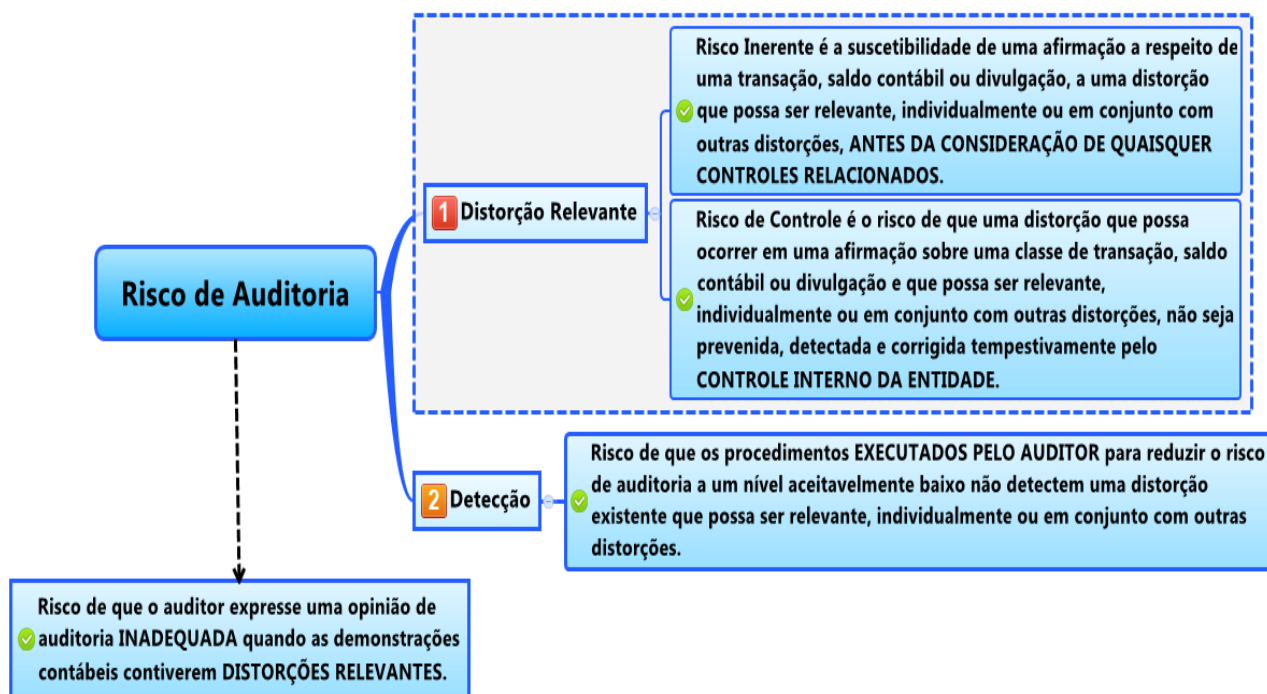 Risco Inerente é a suscetibilidade de uma afirmação a respeito de
uma transação, saldo contábil ou divulgação, a uma distorção
que possa ser relevante, individualmente ou em conjunto com
outras distorções, ANTES DA CONSIDERAÇÃO DE QUAISQUER
CONTROLES RELACIONADOS.
1 Distorção Relevante
Risco de Controle é o risco de que uma distorção que possa
ocorrer em uma afirmação sobre uma classe de transação, saldo
contábil ou divulgação e que possa ser relevante,
individualmente ou em conjunto com outras distorções, não seja
prevenida, detectada e corrigida tempestivamente pelo
CONTROLE INTERNO DA ENTIDADE.
Risco de Auditoria
2 Detecção
Risco de que os procedimentos EXECUTADOS PELO AUDITOR para reduzir o risco
de auditoria a um nível aceitavelmente baixo não detectem uma distorção
existente que possa ser relevante, individualmente ou em conjunto com outras
distorções.
Risco de que o auditor expresse uma opinião de
auditoria INADEQUADA quando as demonstrações
contábeis contiverem DISTORÇÕES RELEVANTES.